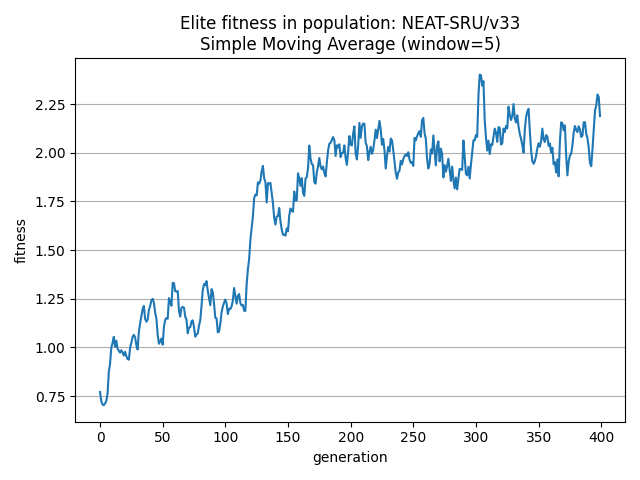 Elite fitness in population: NEAT-SRU/v33
Simple Moving Average (window=5)
fitness
2.25
2.00
1.75
1.50
1.25
1.00
0.75
0 50 100 150 200 250 300 350 400
generation